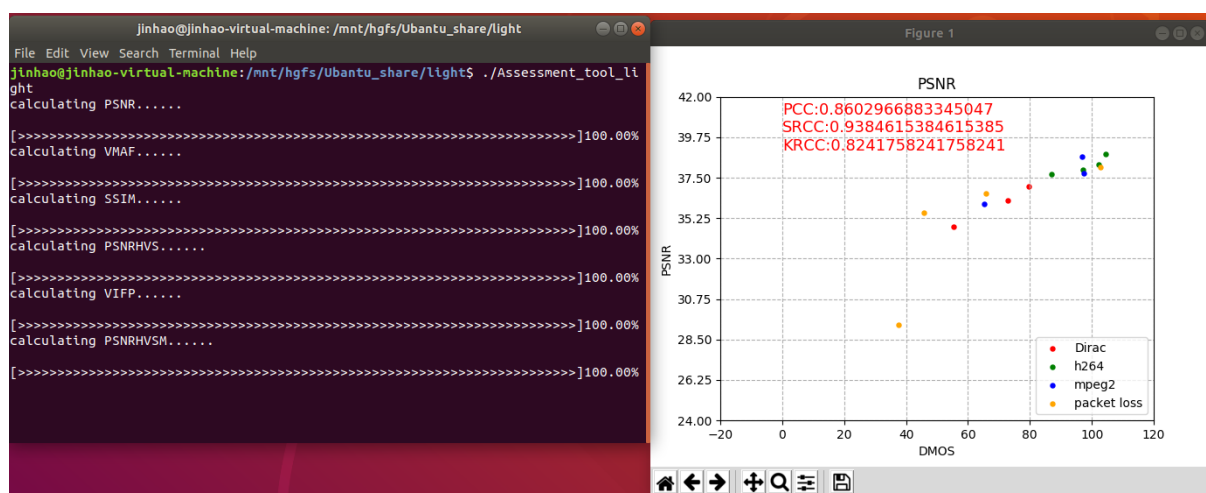 jinhao@jinhao-virtual-machine: /mnt/hgfs/Ubantu_share/light
File Edit View Search Terminal Help
jinhao@jinhao-virtual-machine:/mnt/hgfs/Ubantu_share/light$ ./Assessment_tool_li
ght
calculating PSNR......
[>>>>>>>>>>>>>>>>>>>>>>>>>>>>>>>>>>>>>>>>>>>>>>>>>>>>>>>>>>>>>>>>>>>>>>>]100.00%
calculating VMAF......
[>>>>>>>>>>>>>>>>>>>>>>>>>>>>>>>>>>>>>>>>>>>>>>>>>>>>>>>>>>>>>>>>>>>>>>>]100.00%
calculating SSIM......
[>>>>>>>>>>>>>>>>>>>>>>>>>>>>>>>>>>>>>>>>>>>>>>>>>>>>>>>>>>>>>>>>>>>>>>>]100.00%
calculating PSNRHVS......
[>>>>>>>>>>>>>>>>>>>>>>>>>>>>>>>>>>>>>>>>>>>>>>>>>>>>>>>>>>>>>>>>>>>>>>>]100.00%
calculating VIFP......
[>>>>>>>>>>>>>>>>>>>>>>>>>>>>>>>>>>>>>>>>>>>>>>>>>>>>>>>>>>>>>>>>>>>>>>>]100.00%
calculating PSNRHVSM......
[>>>>>>>>>>>>>>>>>>>>>>>>>>>>>>>>>>>>>>>>>>>>>>>>>>>>>>>>>>>>>>>>>>>>>>>]100.00%
Figure 1
PSNR
PCC:0.8602966883345047
SRCC:0.9384615384615385
KRCC:0.8241758241758241
42.00
39.75
37.50
35.25
33.00
30.75
28.50
26.25
24.00
PSNR
Dirac
h264
mpeg2
packet loss
−20 0 20 40 60 80 100 120
DMOS